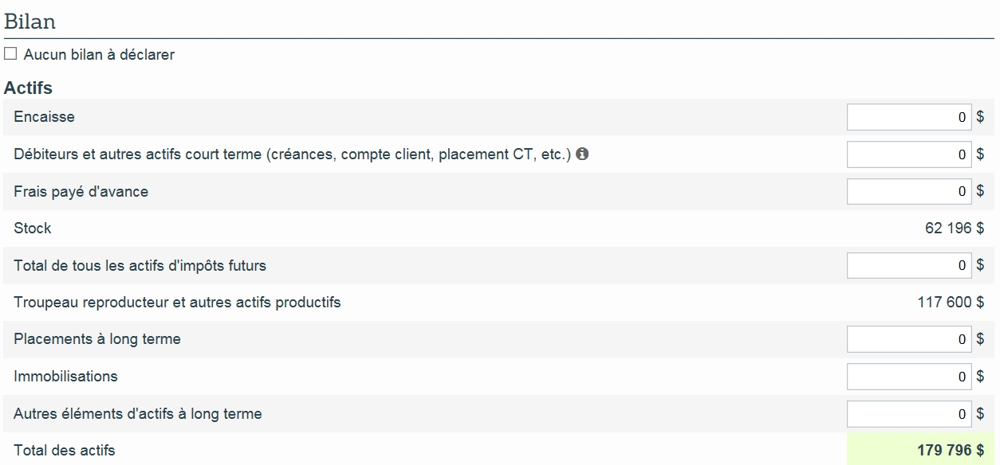 Bilan
Aucun bilan à déclarer
Actifs
Encaisse 0 $
Débiteurs et autres actifs court terme (créances, compte client, placement CT, etc.) 0 $
Frais payé d'avance 0 $
Stock 62 196 $
Total de tous les actifs d'impôts futurs 0 $
Troupeau reproducteur et autres actifs productifs 117 600 $
Placements à long terme 0 $
Immobilisations 0 $
Autres éléments d'actifs à long terme 0 $
Total des actifs 179 796 $